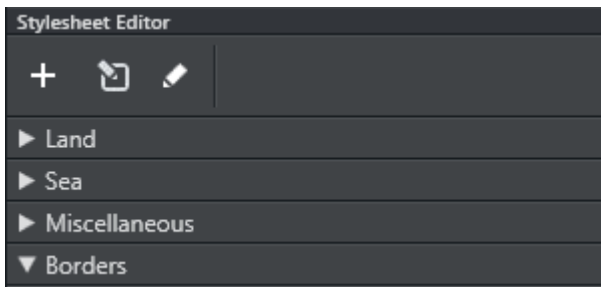 Stylesheet Editor
Land
Sea
Miscellaneous
Borders